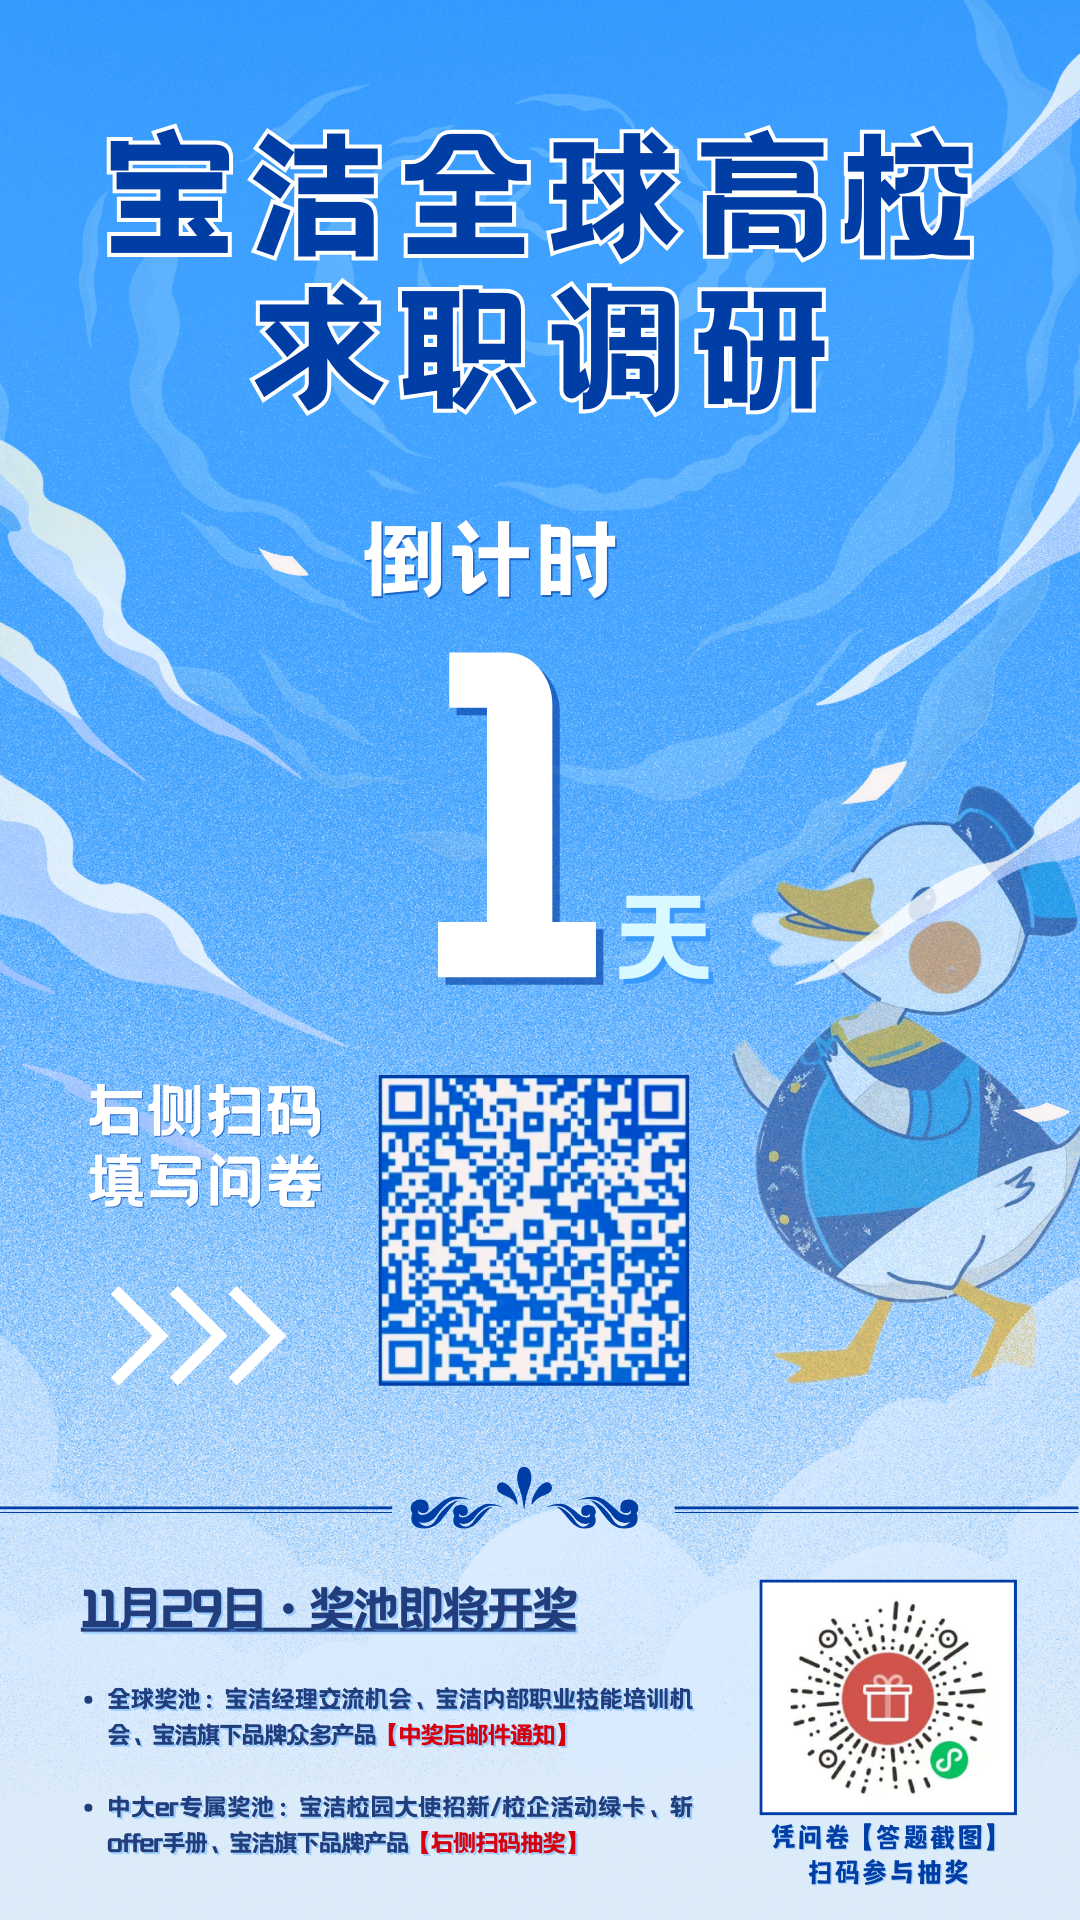 宝洁全球高校
求职调研
倒计时
1天
右侧扫码
填写问卷
11月29日·奖池即将开奖
全球奖池：宝洁经理交流机会、宝洁内部职业技能培训机
会、宝洁旗下品牌众多产品【中奖后邮件通知】
中大er专属奖池：宝洁校园大使招新/校企活动绿卡、斩
offer手册、宝洁旗下品牌产品【右侧扫码抽奖】
凭问卷【答题截图】
扫码参与抽奖